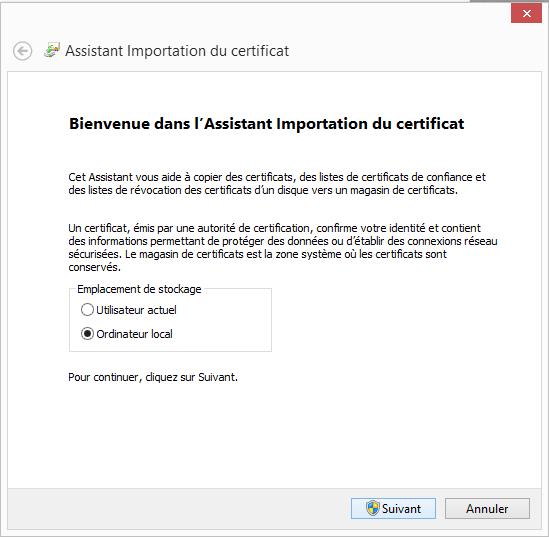 Assistant Importation du certificat
Bienvenue dans l'Assistant Importation du certificat
Cet Assistant vous aide à copier des certificats, des listes de certificats de confiance et
des listes de révocation des certificats d'un disque vers un magasin de certificats.
Un certificat, émis par une autorité de certification, confirme votre identité et contient
des informations permettant de protéger des données ou d'établir des connexions réseau
sécurisées. Le magasin de certificats est la zone système où les certificats sont
conservés.
Emplacement de stockage
Utilisateur actuel
Ordinateur local
Pour continuer, cliquez sur Suivant.
Suivant
Annuler